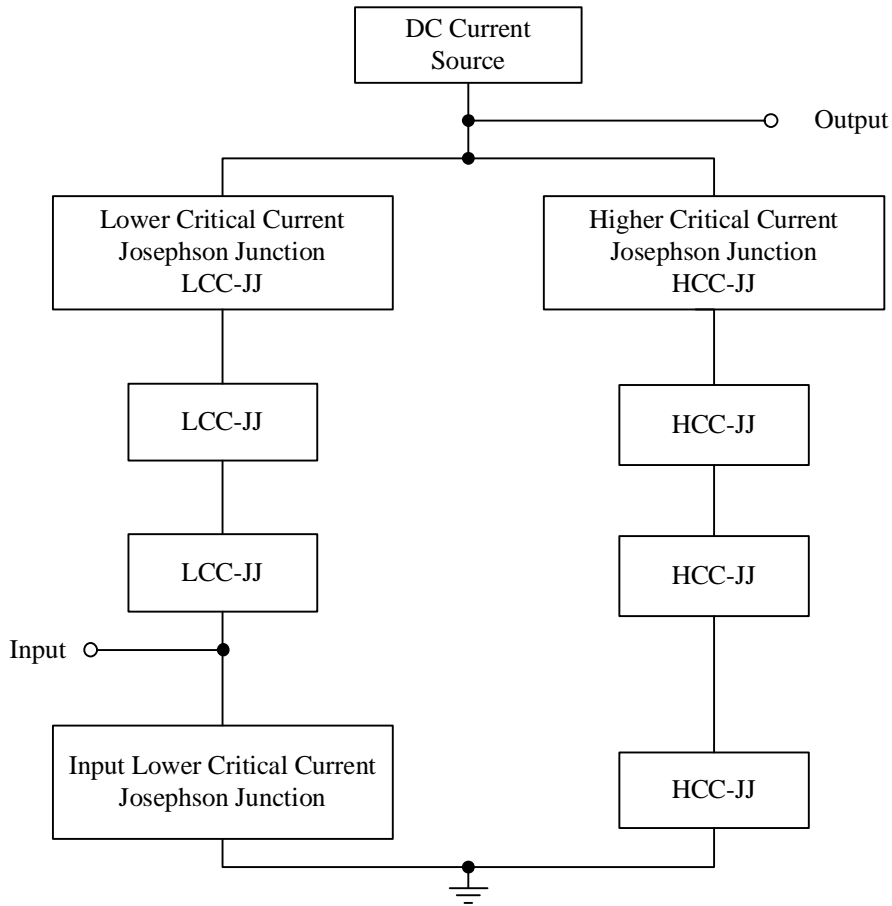 DC Current
Source
Output
Lower Critical Current
Josephson Junction
LCC-JJ
Higher Critical Current
Josephson Junction
HCC-JJ
LCC-JJ
HCC-JJ
LCC-JJ
HCC-JJ
Input
Input Lower Critical Current
Josephson Junction
HCC-JJ